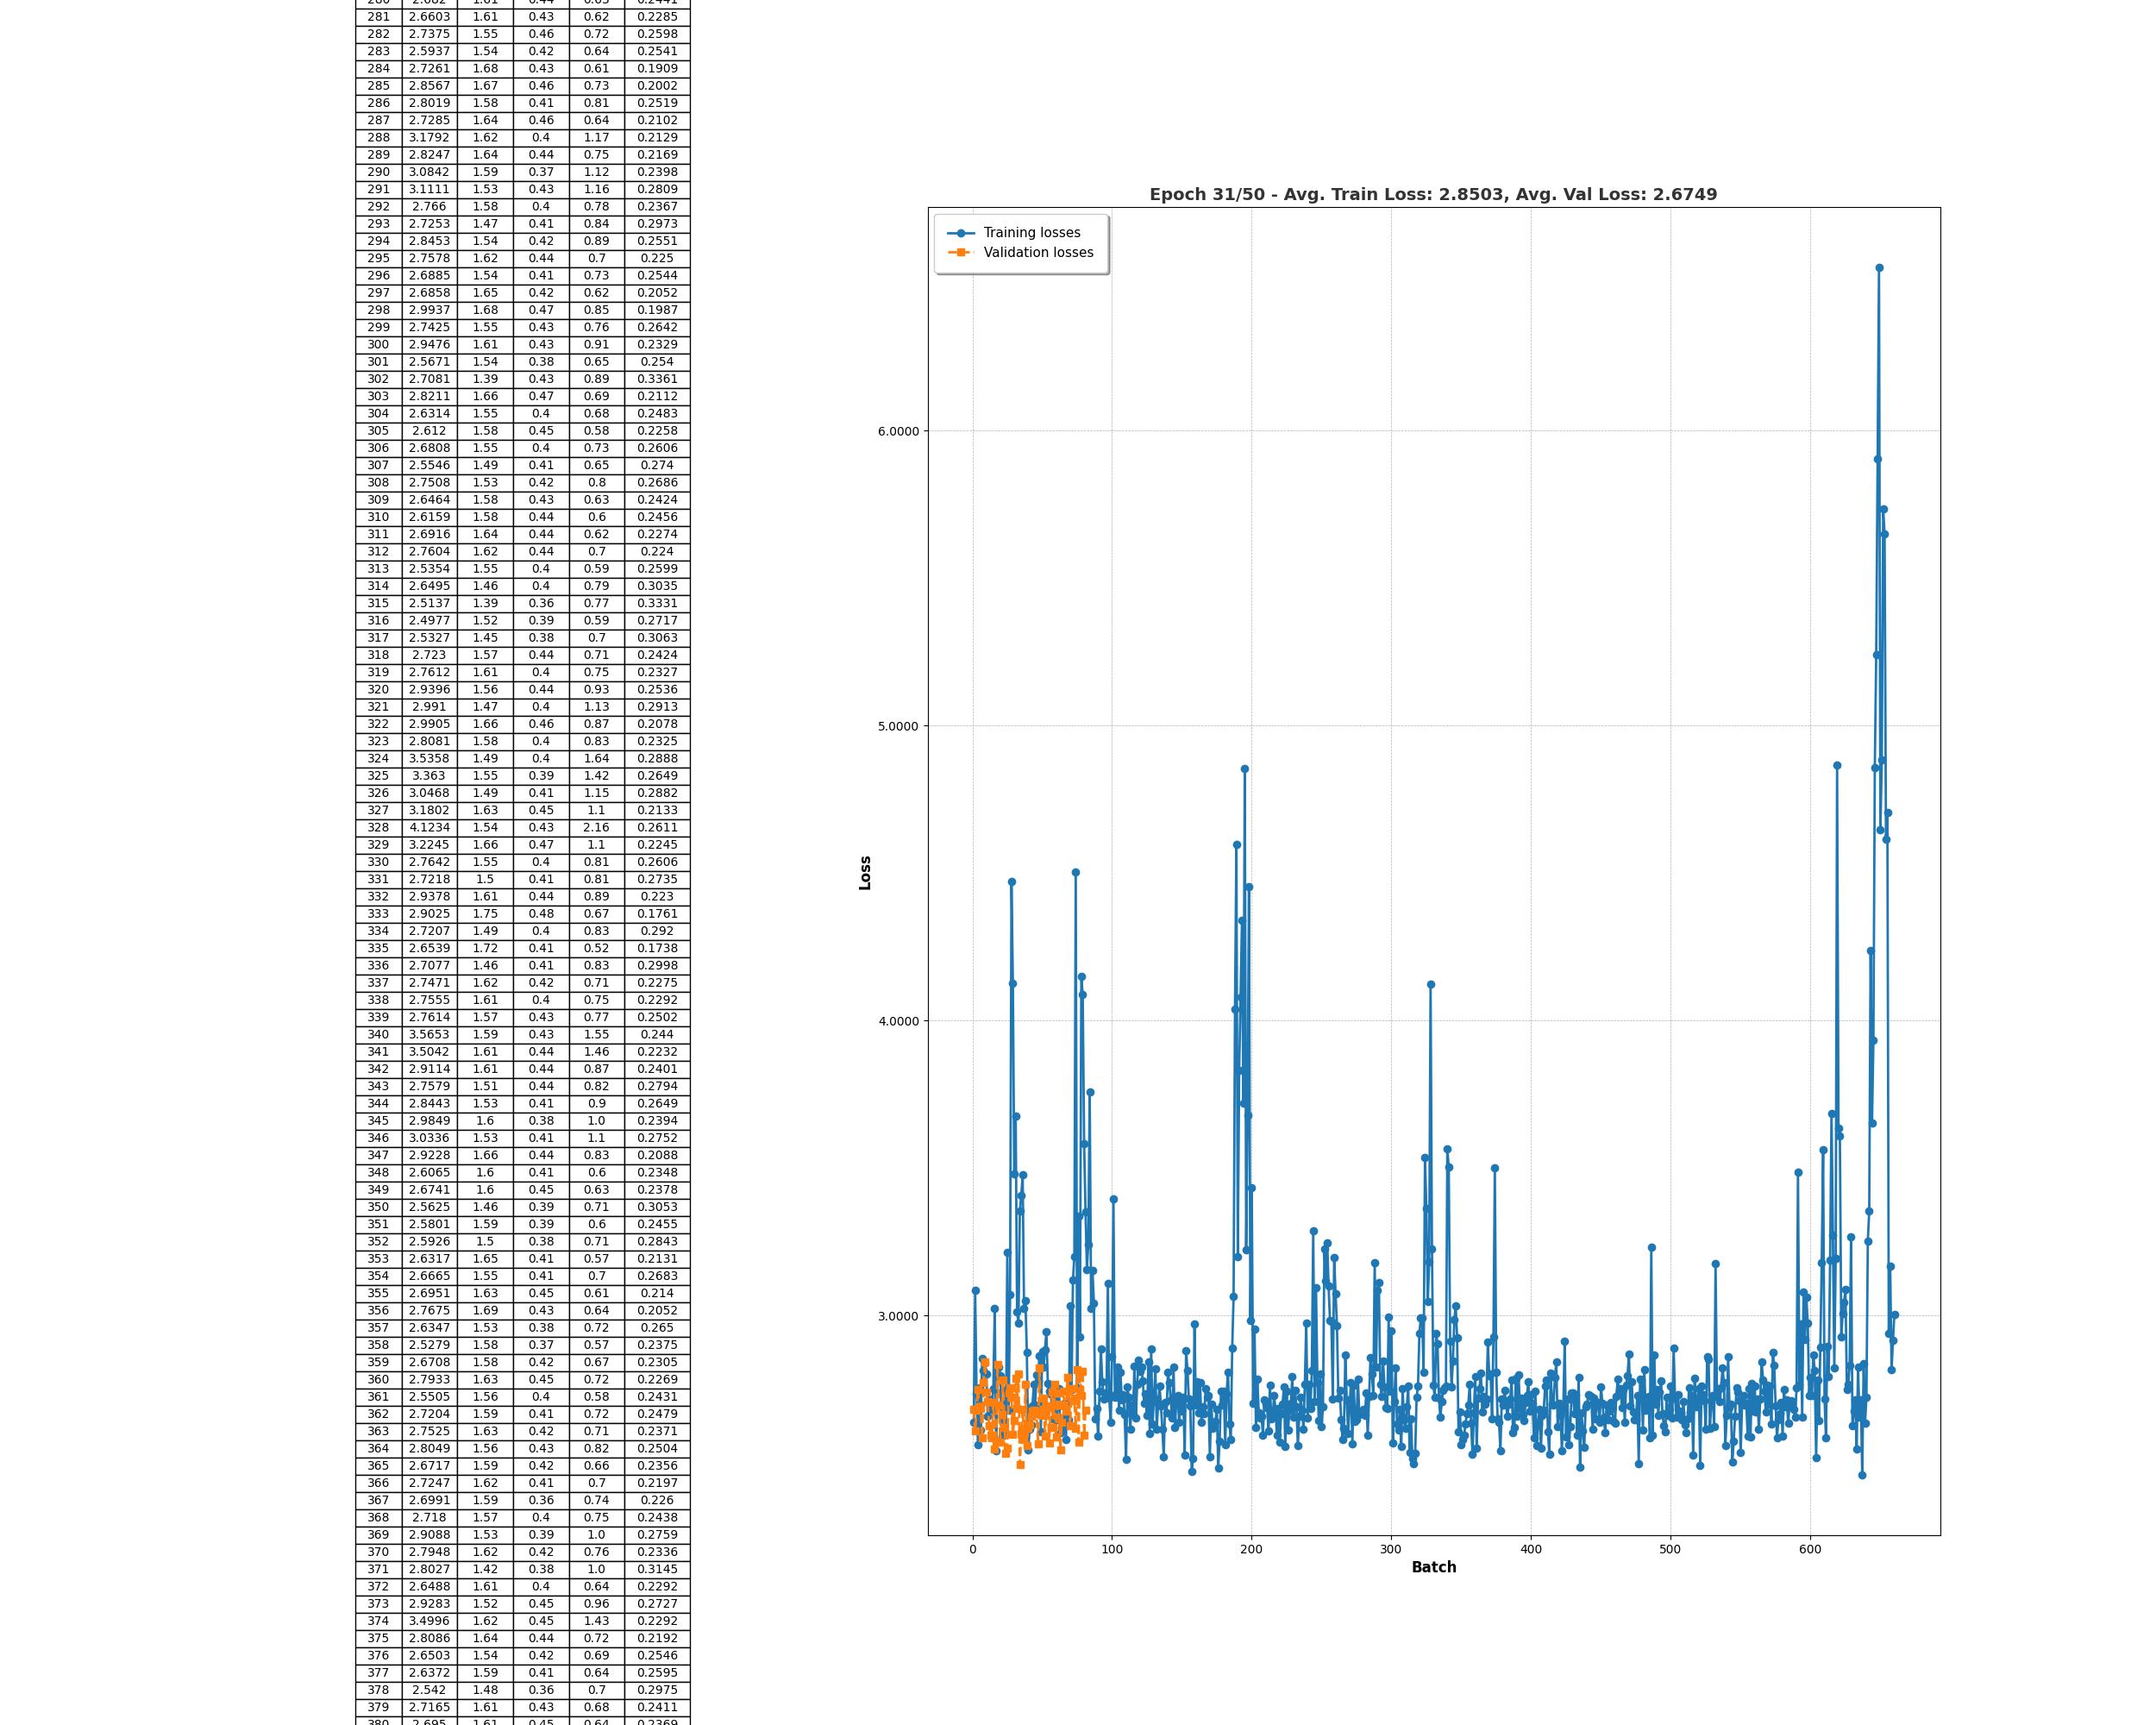 280 2.682 1.61 0.44 0.63 0.2441
281 2.6603 1.61 0.43 0.62 0.2285
282 2.7375 1.55 0.46 0.72 0.2598
283 2.5937 1.54 0.42 0.64 0.2541
284 2.7261 1.68 0.43 0.61 0.1909
285 2.8567 1.67 0.46 0.73 0.2002
286 2.8019 1.58 0.41 0.81 0.2519
287 2.7285 1.64 0.46 0.64 0.2102
288 3.1792 1.62 0.4 1.17 0.2129
289 2.8247 1.64 0.44 0.75 0.2169
290 3.0842 1.59 0.37 1.12 0.2398
291 3.1111 1.53 0.43 1.16 0.2809
292 2.766 1.58 0.4 0.78 0.2367
293 2.7253 1.47 0.41 0.84 0.2973
294 2.8453 1.54 0.42 0.89 0.2551
295 2.7578 1.62 0.44 0.7 0.225
296 2.6885 1.54 0.41 0.73 0.2544
297 2.6858 1.65 0.42 0.62 0.2052
298 2.9937 1.68 0.47 0.85 0.1987
299 2.7425 1.55 0.43 0.76 0.2642
300 2.9476 1.61 0.43 0.91 0.2329
301 2.5671 1.54 0.38 0.65 0.254
302 2.7081 1.39 0.43 0.89 0.3361
303 2.8211 1.66 0.47 0.69 0.2112
304 2.6314 1.55 0.4 0.68 0.2483
305 2.612 1.58 0.45 0.58 0.2258
306 2.6808 1.55 0.4 0.73 0.2606
307 2.5546 1.49 0.41 0.65 0.274
308 2.7508 1.53 0.42 0.8 0.2686
309 2.6464 1.58 0.43 0.63 0.2424
310 2.6159 1.58 0.44 0.6 0.2456
311 2.6916 1.64 0.44 0.62 0.2274
312 2.7604 1.62 0.44 0.7 0.224
313 2.5354 1.55 0.4 0.59 0.2599
314 2.6495 1.46 0.4 0.79 0.3035
315 2.5137 1.39 0.36 0.77 0.3331
316 2.4977 1.52 0.39 0.59 0.2717
317 2.5327 1.45 0.38 0.7 0.3063
318 2.723 1.57 0.44 0.71 0.2424
319 2.7612 1.61 0.4 0.75 0.2327
320 2.9396 1.56 0.44 0.93 0.2536
321 2.991 1.47 0.4 1.13 0.2913
322 2.9905 1.66 0.46 0.87 0.2078
323 2.8081 1.58 0.4 0.83 0.2325
324 3.5358 1.49 0.4 1.64 0.2888
325 3.363 1.55 0.39 1.42 0.2649
326 3.0468 1.49 0.41 1.15 0.2882
327 3.1802 1.63 0.45 1.1 0.2133
328 4.1234 1.54 0.43 2.16 0.2611
329 3.2245 1.66 0.47 1.1 0.2245
330 2.7642 1.55 0.4 0.81 0.2606
331 2.7218 1.5 0.41 0.81 0.2735
332 2.9378 1.61 0.44 0.89 0.223
333 2.9025 1.75 0.48 0.67 0.1761
334 2.7207 1.49 0.4 0.83 0.292
335 2.6539 1.72 0.41 0.52 0.1738
336 2.7077 1.46 0.41 0.83 0.2998
337 2.7471 1.62 0.42 0.71 0.2275
338 2.7555 1.61 0.4 0.75 0.2292
339 2.7614 1.57 0.43 0.77 0.2502
340 3.5653 1.59 0.43 1.55 0.244
341 3.5042 1.61 0.44 1.46 0.2232
342 2.9114 1.61 0.44 0.87 0.2401
343 2.7579 1.51 0.44 0.82 0.2794
344 2.8443 1.53 0.41 0.9 0.2649
345 2.9849 1.6 0.38 1.0 0.2394
346 3.0336 1.53 0.41 1.1 0.2752
347 2.9228 1.66 0.44 0.83 0.2088
348 2.6065 1.6 0.41 0.6 0.2348
349 2.6741 1.6 0.45 0.63 0.2378
350 2.5625 1.46 0.39 0.71 0.3053
351 2.5801 1.59 0.39 0.6 0.2455
352 2.5926 1.5 0.38 0.71 0.2843
353 2.6317 1.65 0.41 0.57 0.2131
354 2.6665 1.55 0.41 0.7 0.2683
355 2.6951 1.63 0.45 0.61 0.214
356 2.7675 1.69 0.43 0.64 0.2052
357 2.6347 1.53 0.38 0.72 0.265
358 2.5279 1.58 0.37 0.57 0.2375
359 2.6708 1.58 0.42 0.67 0.2305
360 2.7933 1.63 0.45 0.72 0.2269
361 2.5505 1.56 0.4 0.58 0.2431
362 2.7204 1.59 0.41 0.72 0.2479
363 2.7525 1.63 0.42 0.71 0.2371
364 2.8049 1.56 0.43 0.82 0.2504
365 2.6717 1.59 0.42 0.66 0.2356
366 2.7247 1.62 0.41 0.7 0.2197
367 2.6991 1.59 0.36 0.74 0.226
368 2.718 1.57 0.4 0.75 0.2438
369 2.9088 1.53 0.39 1.0 0.2759
370 2.7948 1.62 0.42 0.76 0.2336
371 2.8027 1.42 0.38 1.0 0.3145
372 2.6488 1.61 0.4 0.64 0.2292
373 2.9283 1.52 0.45 0.96 0.2727
374 3.4996 1.62 0.45 1.43 0.2292
375 2.8086 1.64 0.44 0.72 0.2192
376 2.6503 1.54 0.42 0.69 0.2546
377 2.6372 1.59 0.41 0.64 0.2595
378 2.542 1.48 0.36 0.7 0.2975
379 2.7165 1.61 0.43 0.68 0.2411
380 2.695 1.61 0.45 0.64 0.2369
Epoch 31/50 - Avg. Train Loss: 2.8503, Avg. Val Loss: 2.6749
Training losses
Validation losses
6.0000
5.0000
4.0000
3.0000
Loss
0 100 200 300 400 500 600
Batch